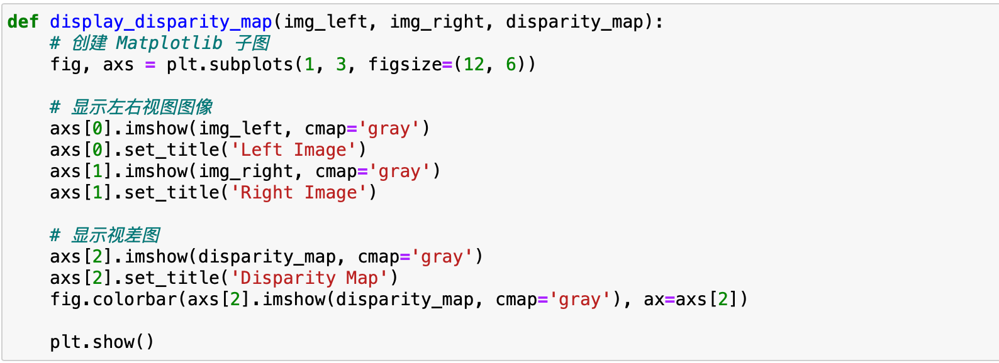 def display_disparity_map(img_left, img_right, disparity_map):
    # 创建 Matplotlib 子图
    fig, axs = plt.subplots(1, 3, figsize=(12, 6))

    # 显示左右视图图像
    axs[0].imshow(img_left, cmap='gray')
    axs[0].set_title('Left Image')
    axs[1].imshow(img_right, cmap='gray')
    axs[1].set_title('Right Image')

    # 显示视差图
    axs[2].imshow(disparity_map, cmap='gray')
    axs[2].set_title('Disparity Map')
    fig.colorbar(axs[2].imshow(disparity_map, cmap='gray'), ax=axs[2])

    plt.show()